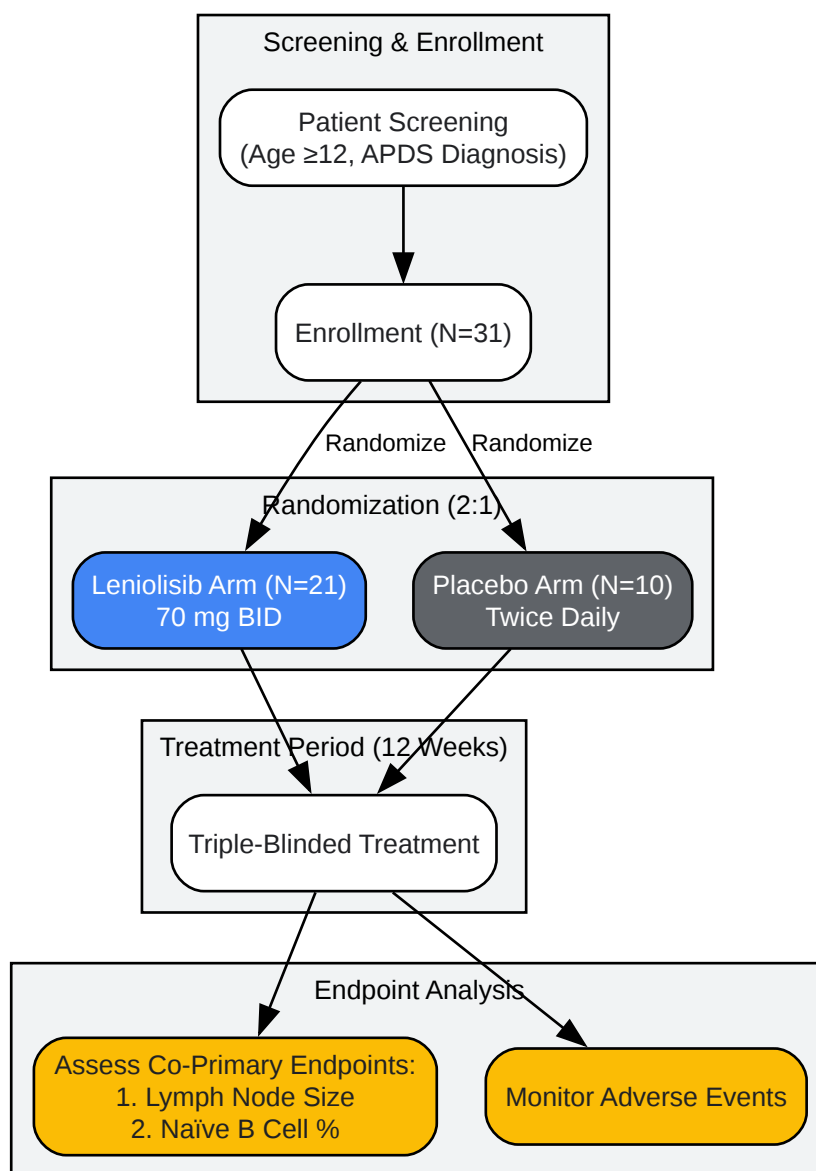 Screening & Enrollment
Patient Screening
(Age ≥12, APDS Diagnosis)
Enrollment (N=31)
Randomize
Randomize
Randomization (2:1)
Leniolisib Arm (N=21)
70 mg BID
Placebo Arm (N=10)
Twice Daily
Treatment Period (12 Weeks)
Triple-Blinded Treatment
Endpoint Analysis
Assess Co-Primary Endpoints:
1. Lymph Node Size
2. Naïve B Cell %
Monitor Adverse Events